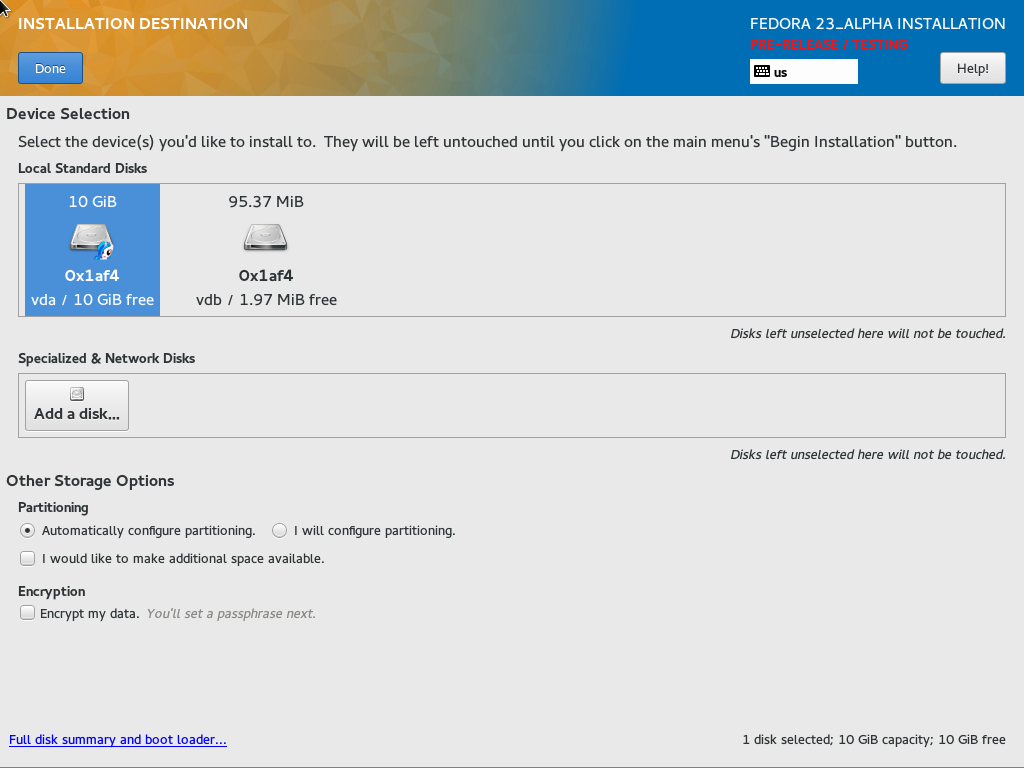 INSTALLATION DESTINATION
FEDORA 23_ALPHA INSTALLATION
PRE-RELEASE / TESTING
Done
us
Help!
Device Selection
Select the device(s) you'd like to install to.  They will be left untouched until you click on the main menu's "Begin Installation" button.
Local Standard Disks
10 GiB
0x1af4
vda / 10 GiB free
95.37 MiB
0x1af4
vdb / 1.97 MiB free
Disks left unselected here will not be touched.
Specialized & Network Disks
Add a disk...
Disks left unselected here will not be touched.
Other Storage Options
Partitioning
Automatically configure partitioning. I will configure partitioning.
I would like to make additional space available.
Encryption
Encrypt my data. You'll set a passphrase next.
Full disk summary and boot loader...
1 disk selected; 10 GiB capacity; 10 GiB free